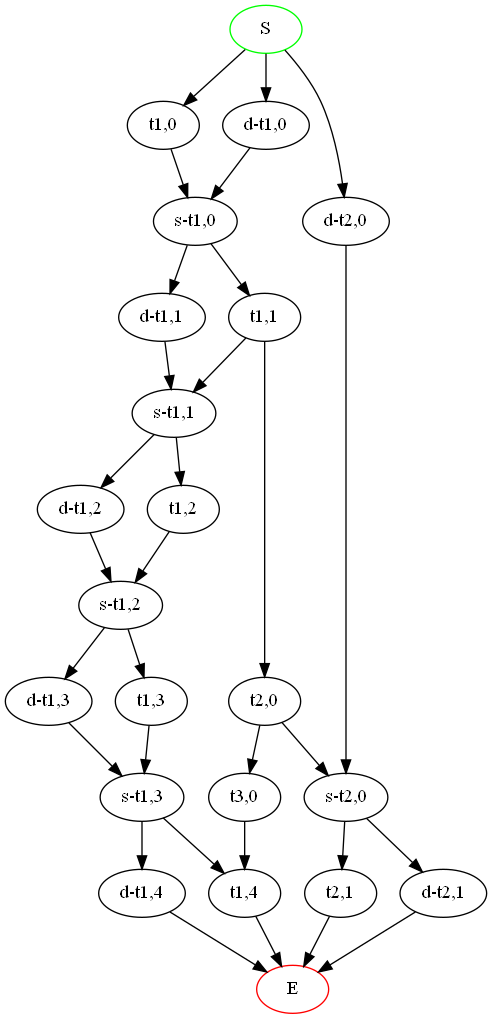 S
t1,0
d-t1,0
s-t1,0
d-t2,0
d-t1,1
t1,1
s-t1,1
d-t1,2
t1,2
s-t1,2
d-t1,3
t1,3
t2,0
s-t1,3
t3,0
s-t2,0
d-t1,4
t1,4
t2,1
d-t2,1
E